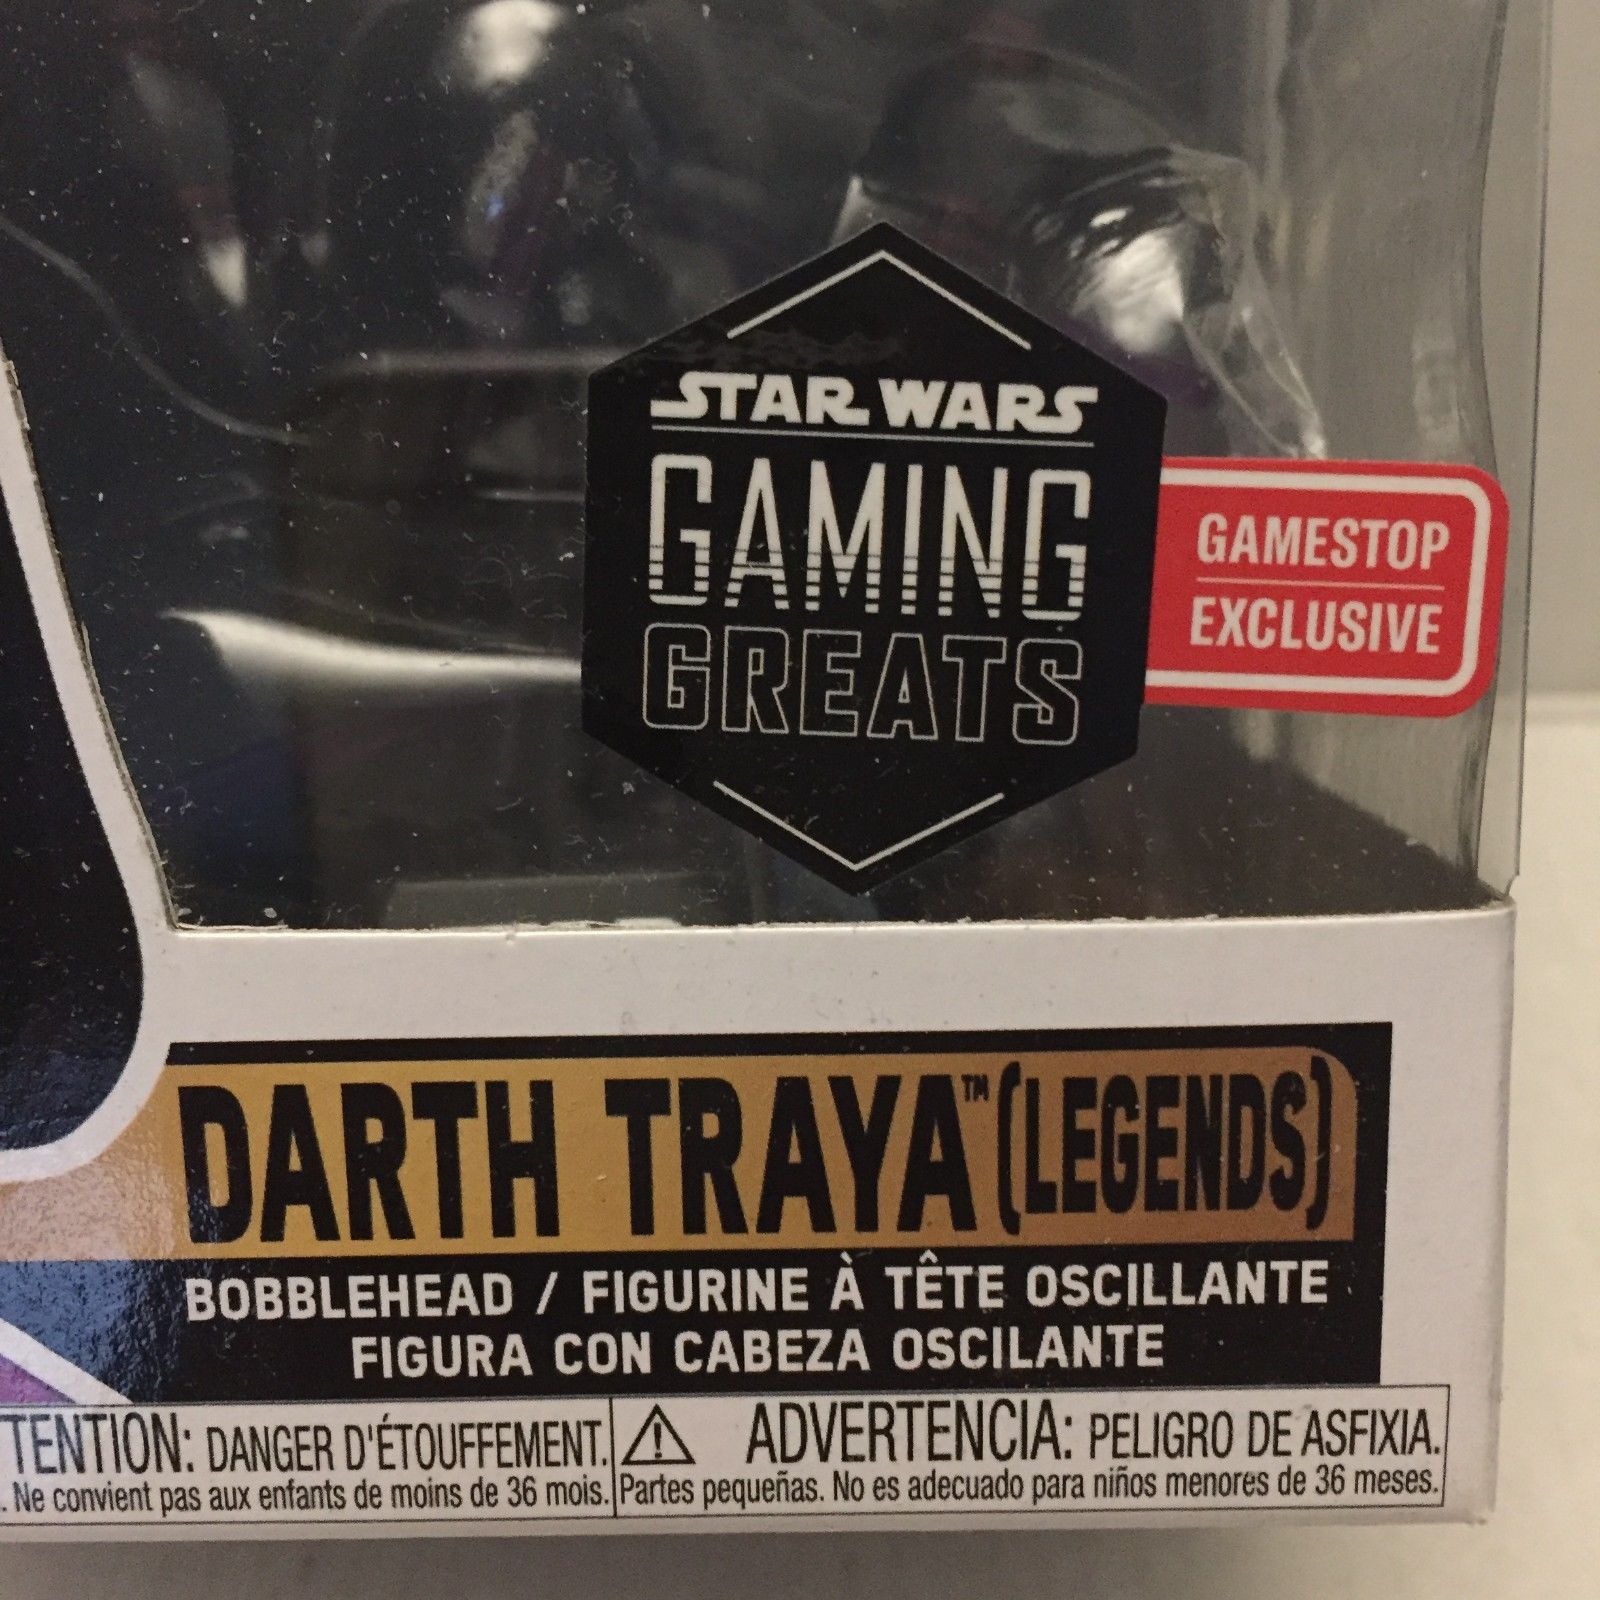 STAR WARS
GAMING
GREATS
GAMESTOP
EXCLUSIVE
DARTH TRAYA™ (LEGENDS)
BOBBLEHEAD / FIGURINE À TÊTE OSCILLANTE
FIGURA CON CABEZA OSCILANTE
TENTION: DANGER D'ÉTOUFFEMENT.
. Ne convient pas aux enfants de moins de 36 mois.
ADVERTENCIA: PELIGRO DE ASFIXIA.
Partes pequeñas. No es adecuado para niños menores de 36 meses.